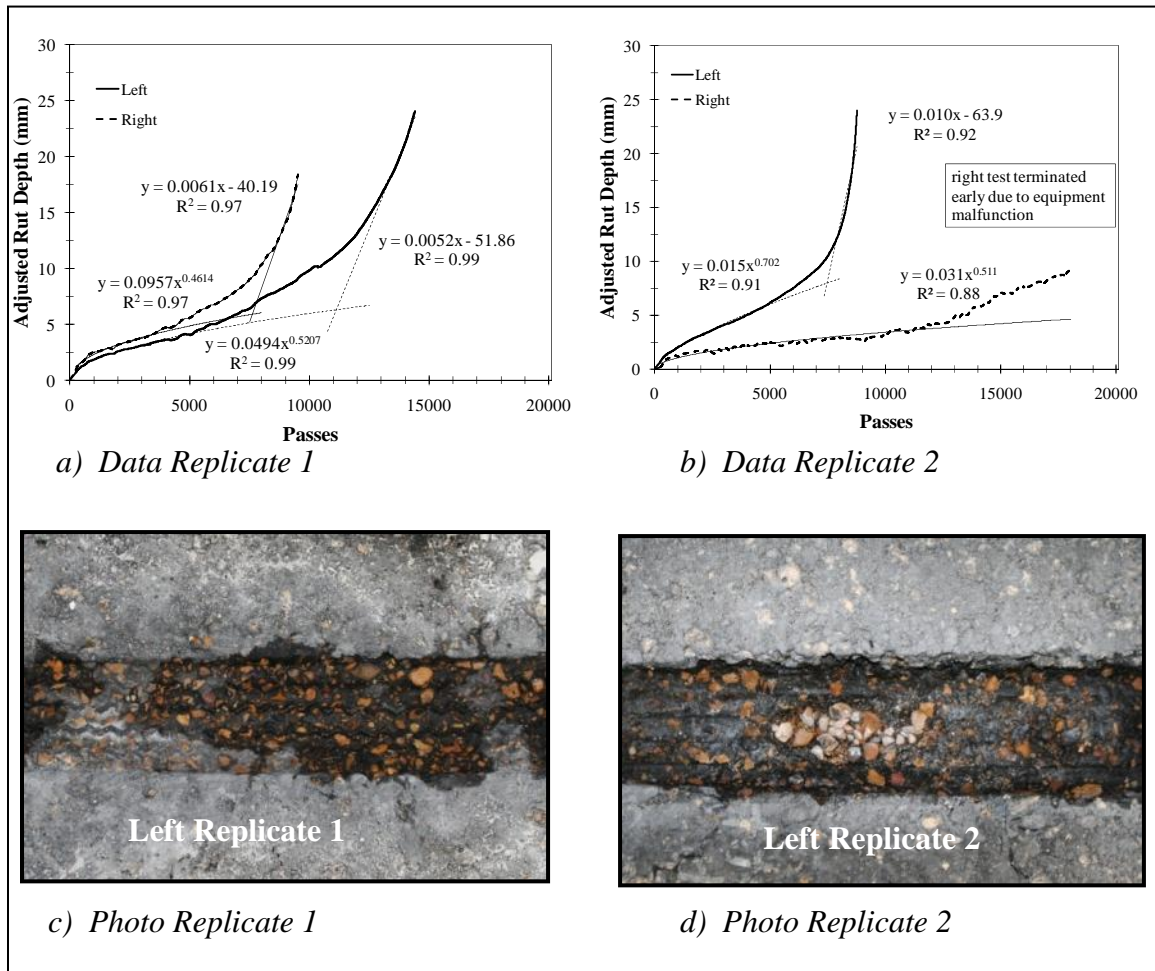 30
25
20
15
10
5
0
Adjusted Rut Depth (mm)
Left
Right
y = 0.0061x - 40.19
R² = 0.97
y = 0.0957x^0.4614
R² = 0.97
y = 0.0052x - 51.86
R² = 0.99
y = 0.0494x^0.5207
R² = 0.99
0 5000 10000 15000 20000
Passes
a) Data Replicate 1
30
25
20
15
10
5
0
Adjusted Rut Depth (mm)
Left
Right
y = 0.010x - 63.9
R² = 0.92
right test terminated
early due to equipment
malfunction
y = 0.015x^0.702
R² = 0.91
y = 0.031x^0.511
R² = 0.88
0 5000 10000 15000 20000
Passes
b) Data Replicate 2
Left Replicate 1
c) Photo Replicate 1
Left Replicate 2
d) Photo Replicate 2